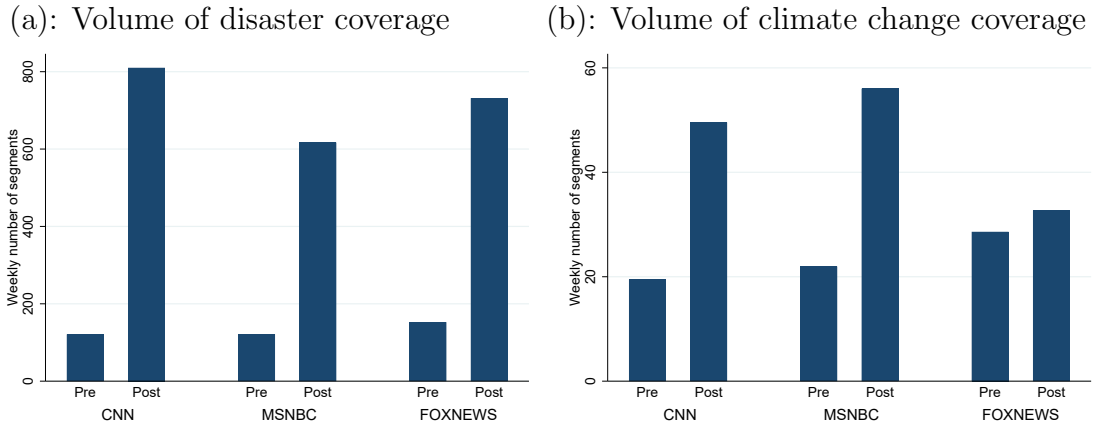 (a): Volume of disaster coverage
Weekly number of segments
800
600
400
200
0
Pre Post Pre Post Pre Post
CNN MSNBC FOXNEWS
(b): Volume of climate change coverage
Weekly number of segments
60
40
20
0
Pre Post Pre Post Pre Post
CNN MSNBC FOXNEWS